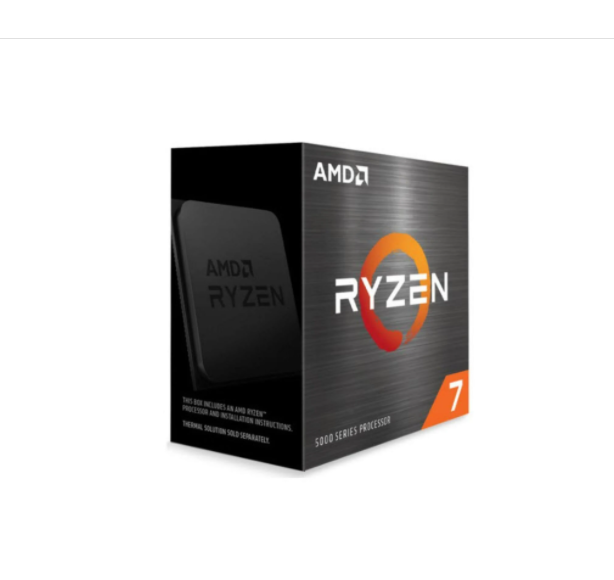 AMD
RYZEN
THIS BOX INCLUDES AN AMD RYZEN™
PROCESSOR AND INSTALLATION INSTRUCTIONS.
THERMAL SOLUTION SOLD SEPARATELY.
AMD
RYZEN
7
5000 SERIES PROCESSOR